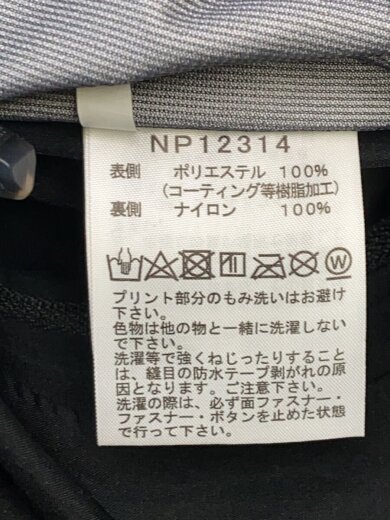 NP12314
表側　ポリエステル 100%
(コーティング等樹脂加工)
裏側　ナイロン　100%
W
プリント部分のもみ洗いはお避け
下さい。
色物は他の物と一緒に洗濯しない
で下さい。
洗濯等で強くねじったりすること
は、縫目の防水テープ剥がれの原
因となります。ご注意下さい。
洗濯の際は、必ず面ファスナー・
ファスナー・ボタンを止めた状態
で行って下さい。